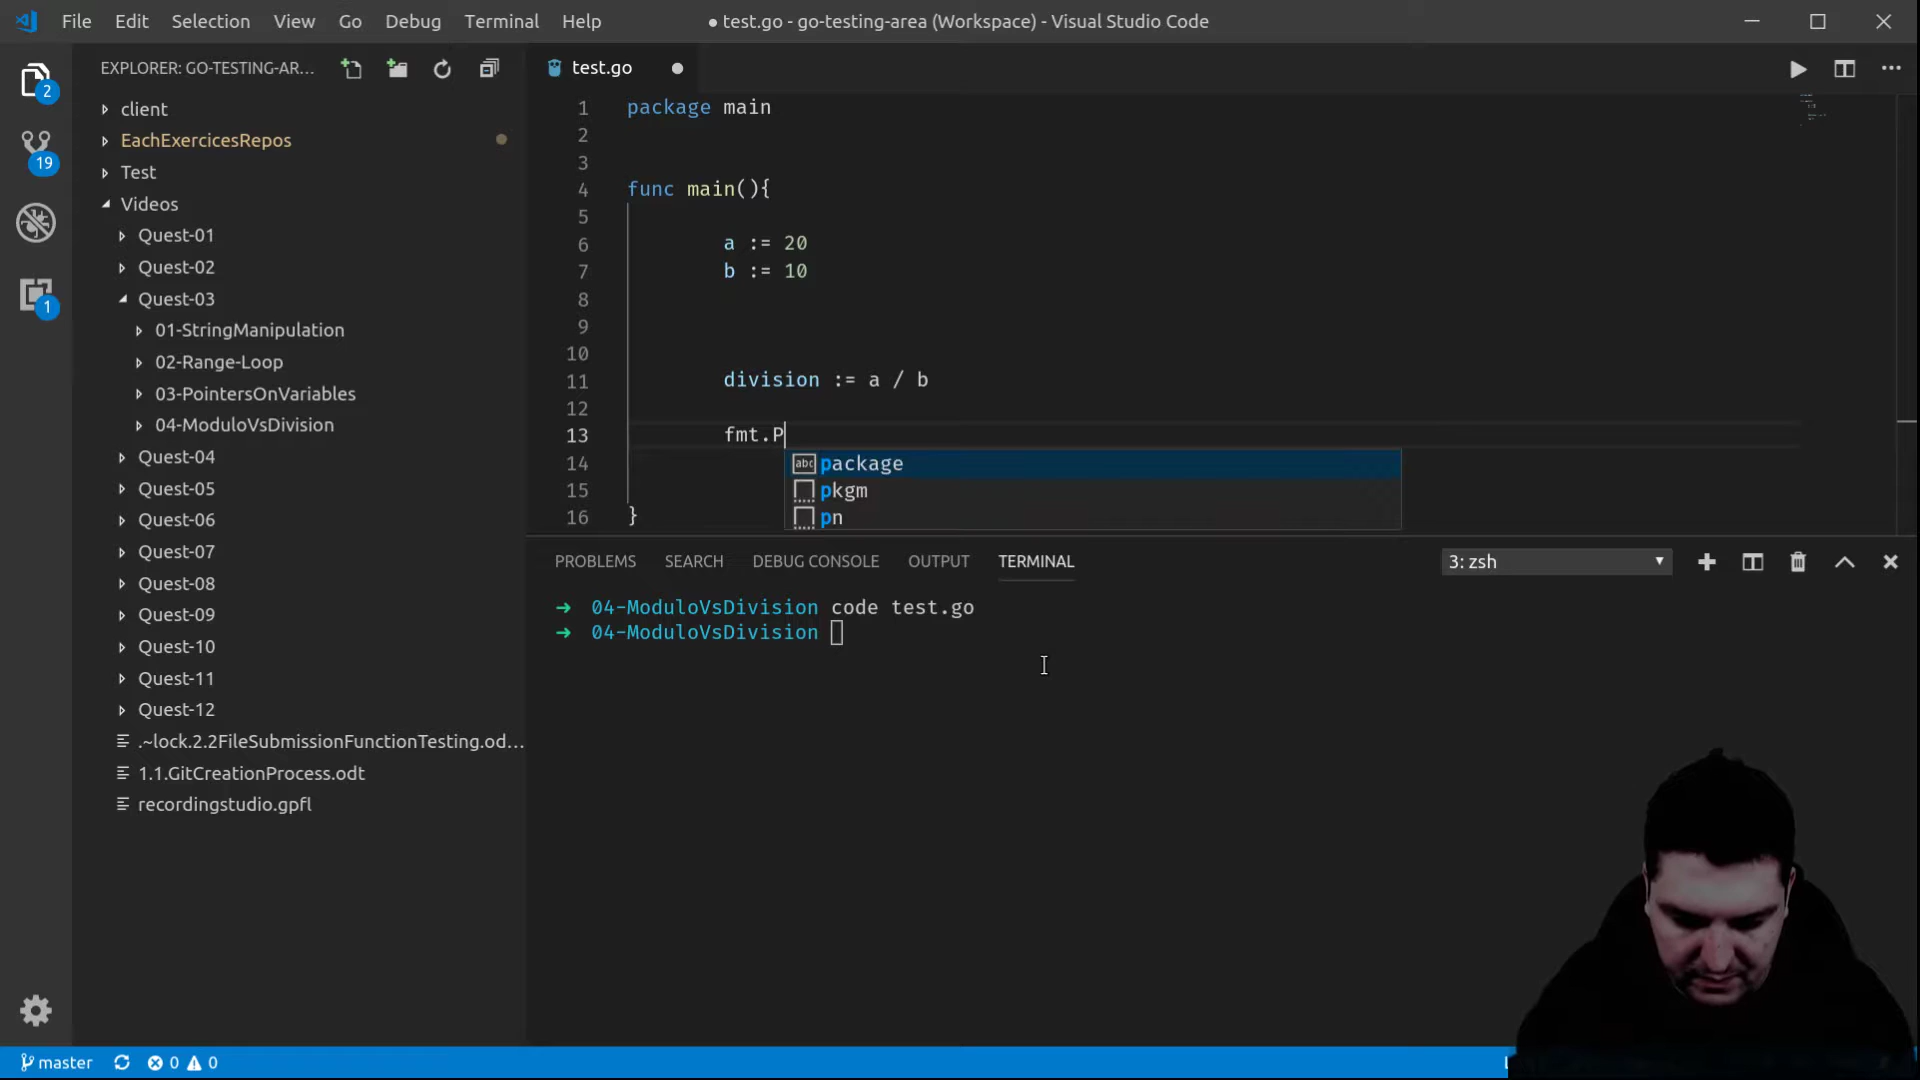 File Edit Selection View Go Debug Terminal Help
● test.go - go-testing-area (Workspace) - Visual Studio Code
EXPLORER: GO-TESTING-AR...
2
19
1
client
EachExercicesRepos
Test
Videos
Quest-01
Quest-02
Quest-03
01-StringManipulation
02-Range-Loop
03-PointersOnVariables
04-ModuloVsDivision
Quest-04
Quest-05
Quest-06
Quest-07
Quest-08
Quest-09
Quest-10
Quest-11
Quest-12
.~lock.2.2FileSubmissionFunctionTesting.od...
1.1.GitCreationProcess.odt
recordingstudio.gpfl
test.go ●
1 package main
2
3
4 func main(){
5
6 a := 20
7 b := 10
8
9
10
11 division := a / b
12
13 fmt.P
14
15
16 }
abc package
pkgm
pn
PROBLEMS SEARCH DEBUG CONSOLE OUTPUT TERMINAL
3: zsh
➜ 04-ModuloVsDivision code test.go
➜ 04-ModuloVsDivision
master 0 0